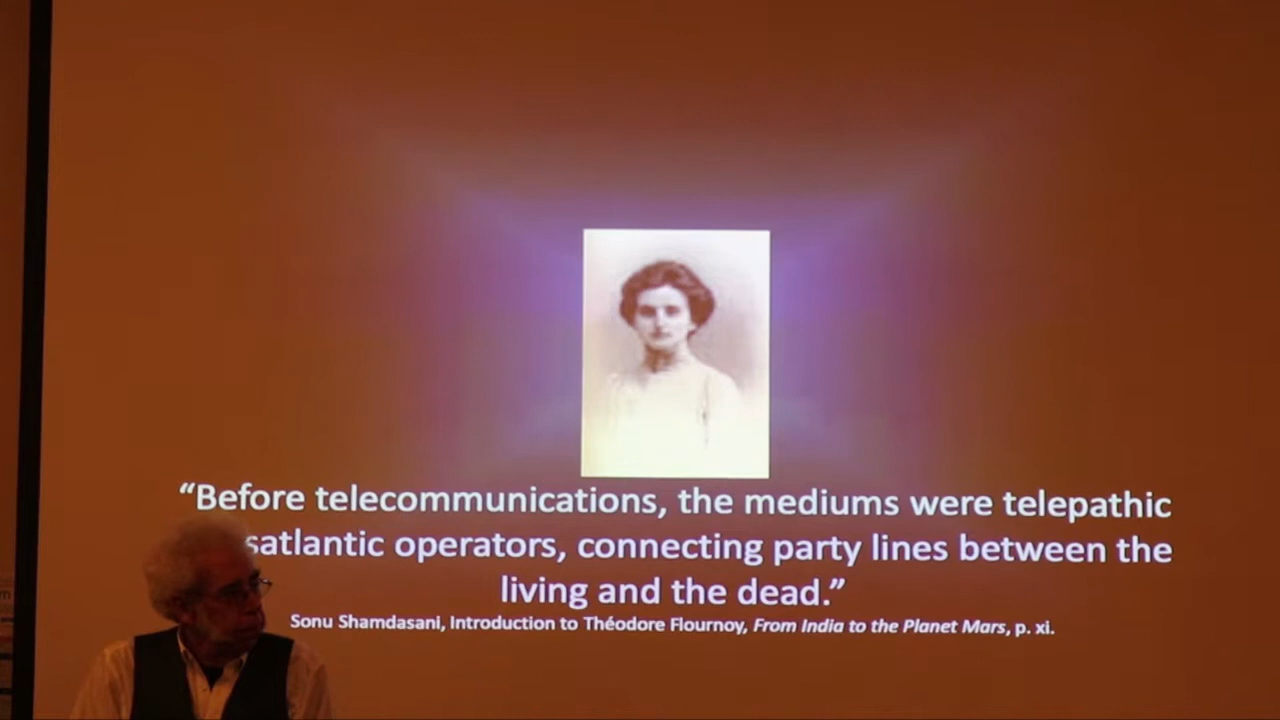 “Before telecommunications, the mediums were telepathic
satlantic operators, connecting party lines between the
living and the dead.”
Sonu Shamdasani, Introduction to Théodore Flournoy, From India to the Planet Mars, p. xi.